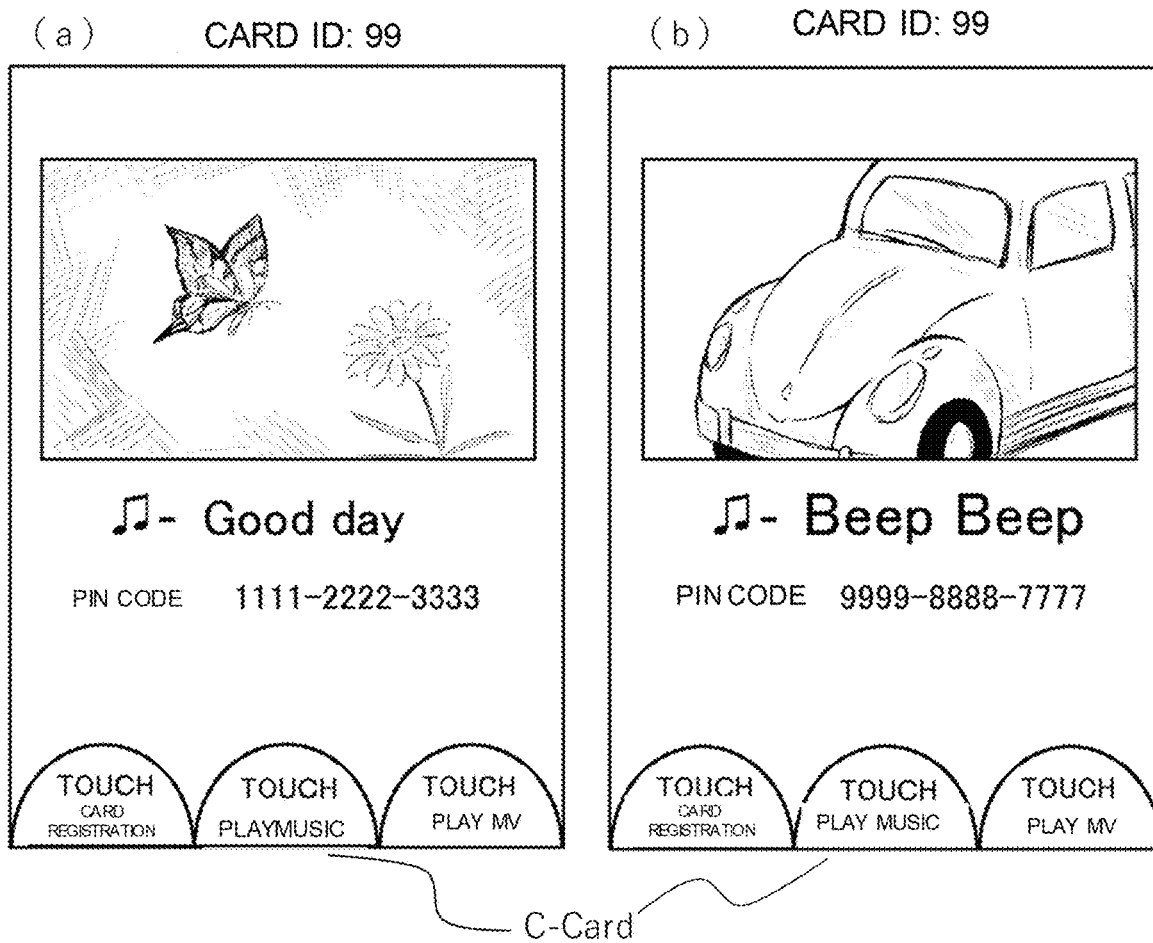 (a) CARD ID: 99
♫- Good day
PIN CODE 1111-2222-3333
TOUCH
CARD
REGISTRATION
TOUCH
PLAYMUSIC
TOUCH
PLAY MV
(b) CARD ID: 99
♫- Beep Beep
PIN CODE 9999-8888-7777
TOUCH
CARD
REGISTRATION
TOUCH
PLAY MUSIC
TOUCH
PLAY MV
C-Card